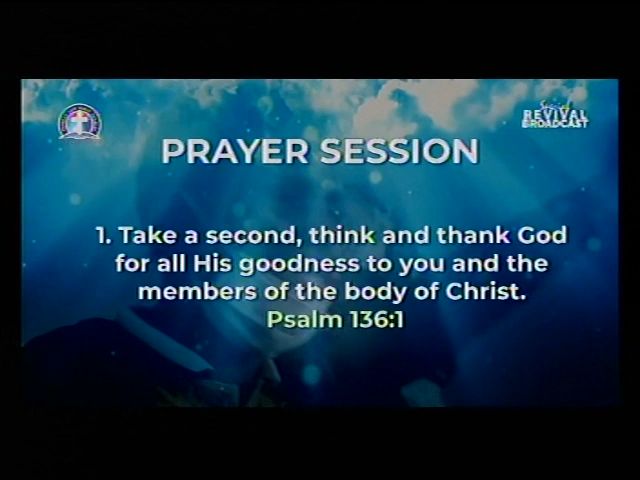 Special
REVIVAL
BROADCAST
PRAYER SESSION
1. Take a second, think and thank God
for all His goodness to you and the
members of the body of Christ.
Psalm 136:1